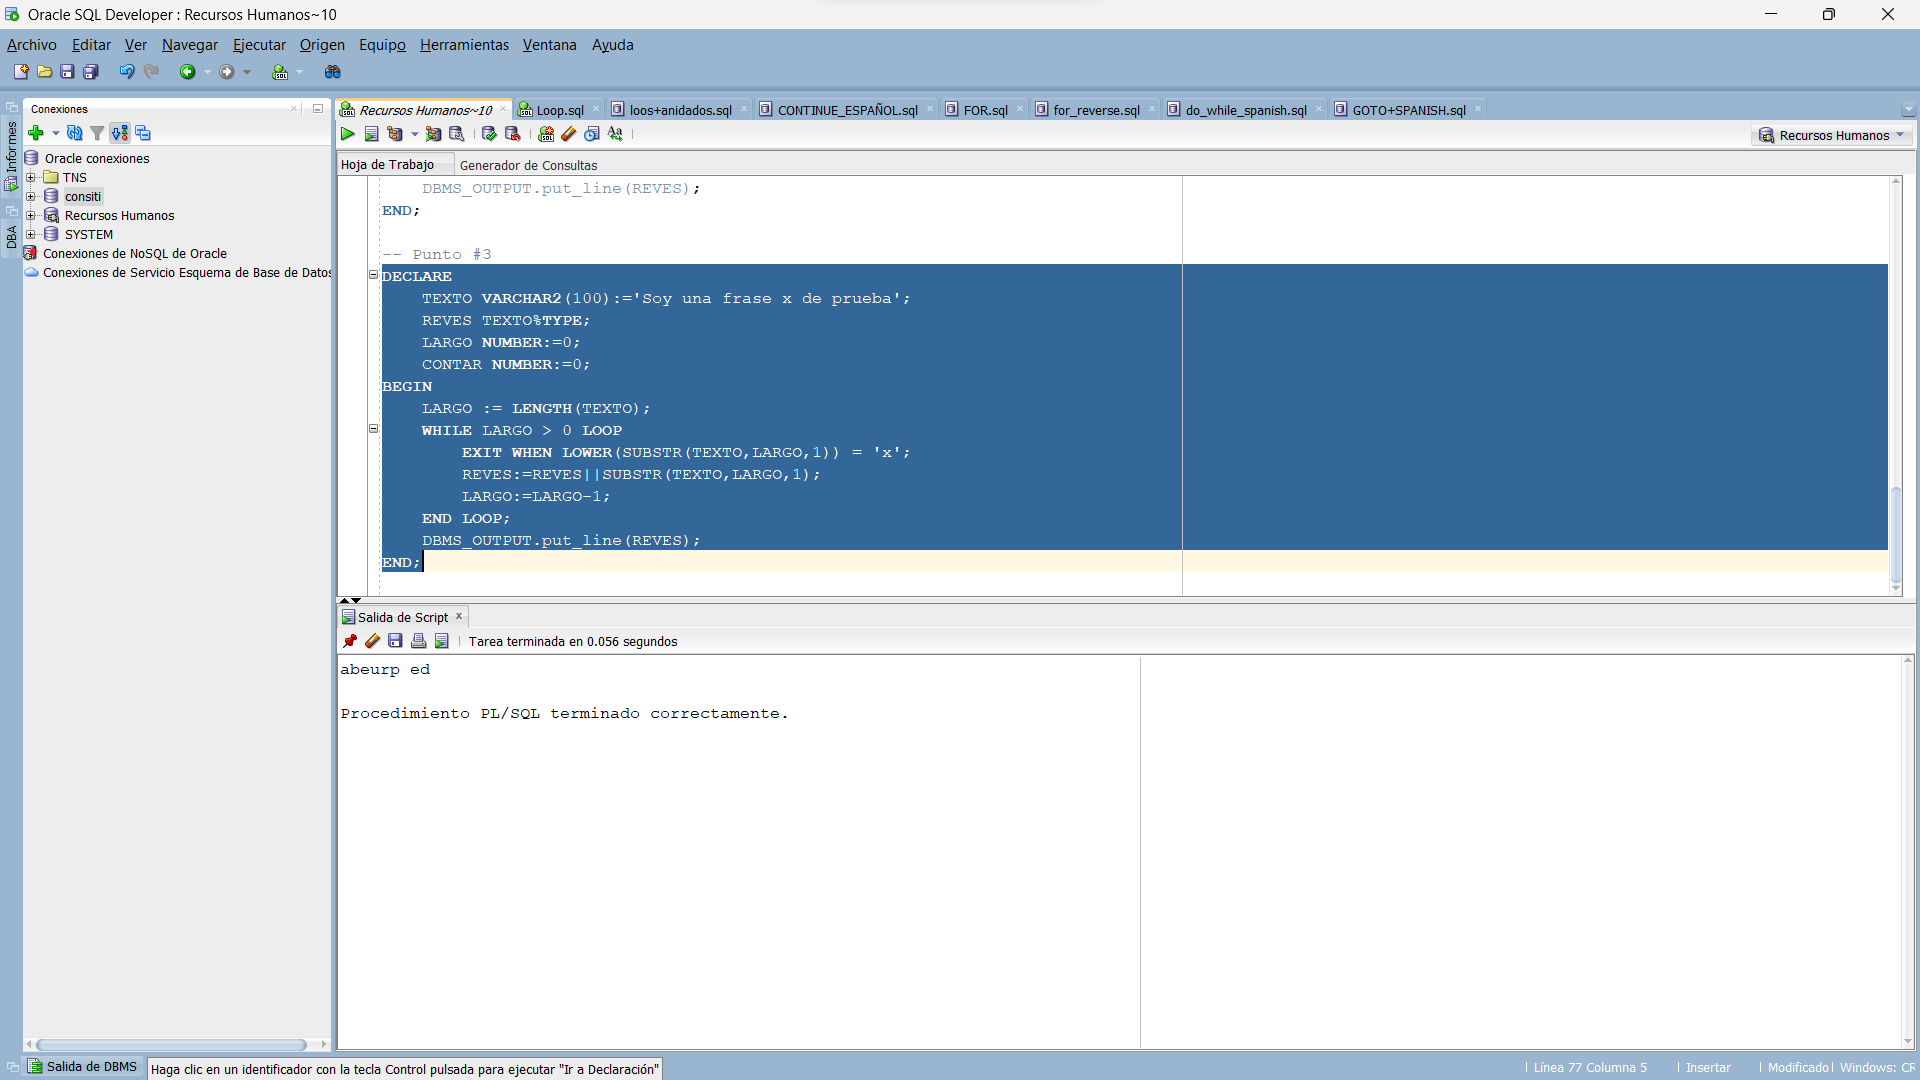 Oracle SQL Developer : Recursos Humanos~10
Archivo Editar Ver Navegar Ejecutar Origen Equipo Herramientas Ventana Ayuda
Informes
DBA
Conexiones
Oracle conexiones
TNS
consiti
Recursos Humanos
SYSTEM
Conexiones de NoSQL de Oracle
Conexiones de Servicio Esquema de Base de Datos
Recursos Humanos~10 Loop.sql loos+anidados.sql CONTINUE_ESPAÑOL.sql FOR.sql for_reverse.sql do_while_spanish.sql GOTO+SPANISH.sql
Recursos Humanos
Hoja de Trabajo Generador de Consultas
DBMS_OUTPUT.put_line(REVES);
END;
-- Punto #3
DECLARE
TEXTO VARCHAR2(100):='Soy una frase x de prueba';
REVES TEXTO%TYPE;
LARGO NUMBER:=0;
CONTAR NUMBER:=0;
BEGIN
LARGO := LENGTH(TEXTO);
WHILE LARGO > 0 LOOP
EXIT WHEN LOWER(SUBSTR(TEXTO,LARGO,1)) = 'x';
REVES:=REVES||SUBSTR(TEXTO,LARGO,1);
LARGO:=LARGO-1;
END LOOP;
DBMS_OUTPUT.put_line(REVES);
END;
Salida de Script
Tarea terminada en 0.056 segundos
abeurp ed
Procedimiento PL/SQL terminado correctamente.
Salida de DBMS
Haga clic en un identificador con la tecla Control pulsada para ejecutar "Ir a Declaración"
Línea 77 Columna 5 Insertar Modificado Windows: CR